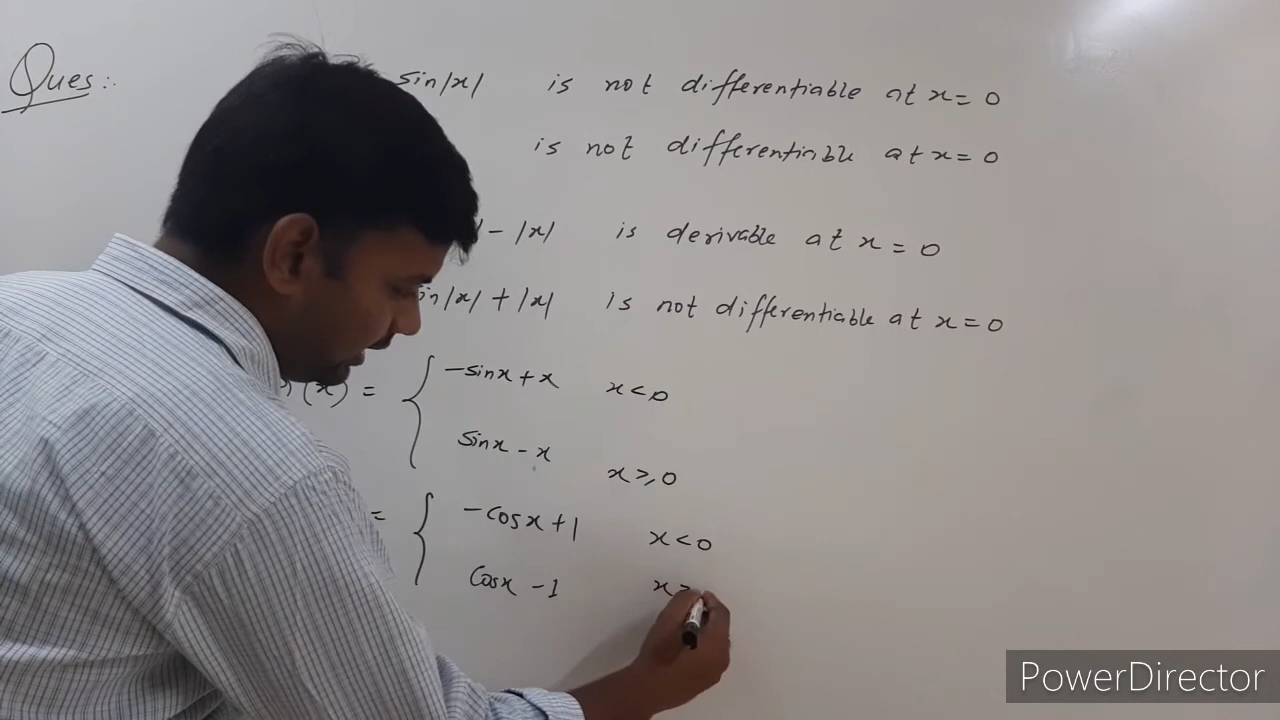 Ques:
sin|x| is not differentiable at x = 0
is not differentiable at x = 0
- |x| is derivable at x = 0
in|x| + |x| is not differentiable at x = 0
(x) = { -sinx + x x < 0
sinx - x x ≥ 0
= { -cosx + 1 x < 0
cosx - 1 x >
PowerDirector